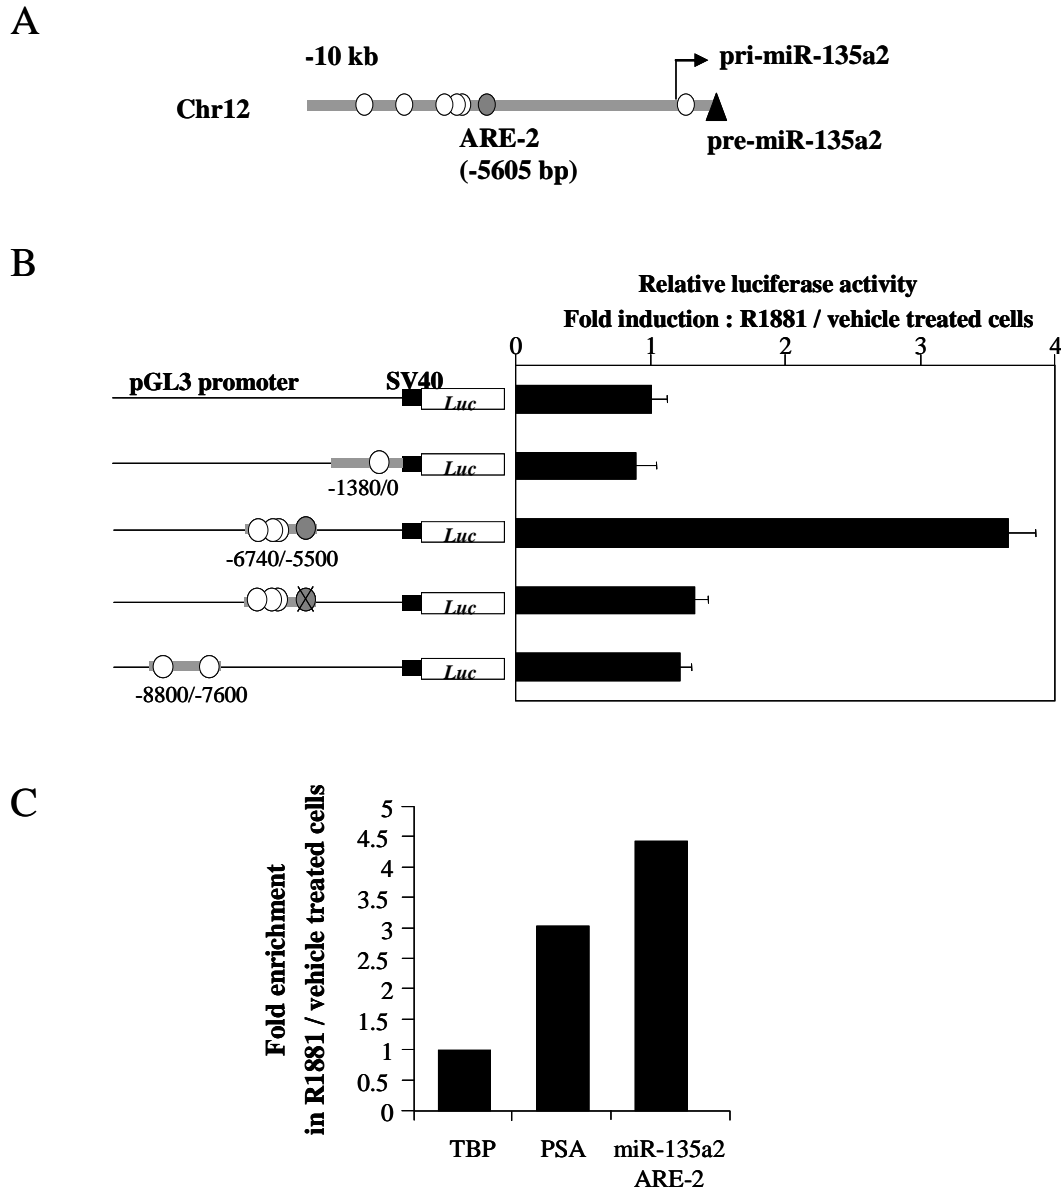 A
-10 kb
pri-miR-135a2
Chr12
ARE-2
(-5605 bp)
pre-miR-135a2
B
Relative luciferase activity
Fold induction : R1881 / vehicle treated cells
0 1 2 3 4
pGL3 promoter SV40
Luc
Luc
-1380/0
Luc
-6740/-5500
Luc
Luc
-8800/-7600
C
Fold enrichment
in R1881 / vehicle treated cells
5
4.5
4
3.5
3
2.5
2
1.5
1
0.5
0
TBP PSA miR-135a2
ARE-2